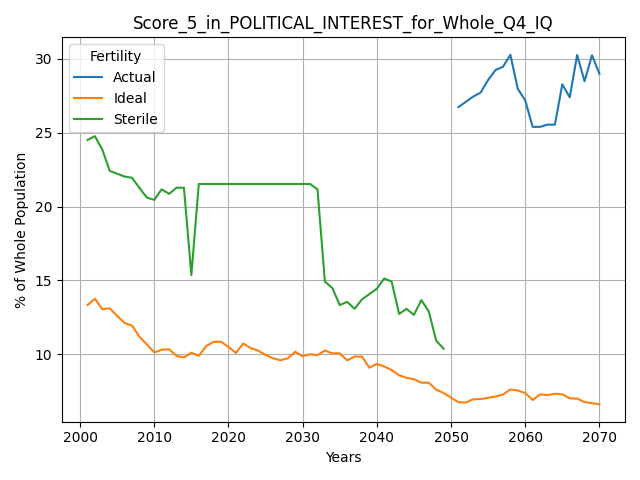 Score_5_in_POLITICAL_INTEREST_for_Whole_Q4_IQ
Fertility
Actual
Ideal
Sterile
% of Whole Population
30
25
20
15
10
2000 2010 2020 2030 2040 2050 2060 2070
Years